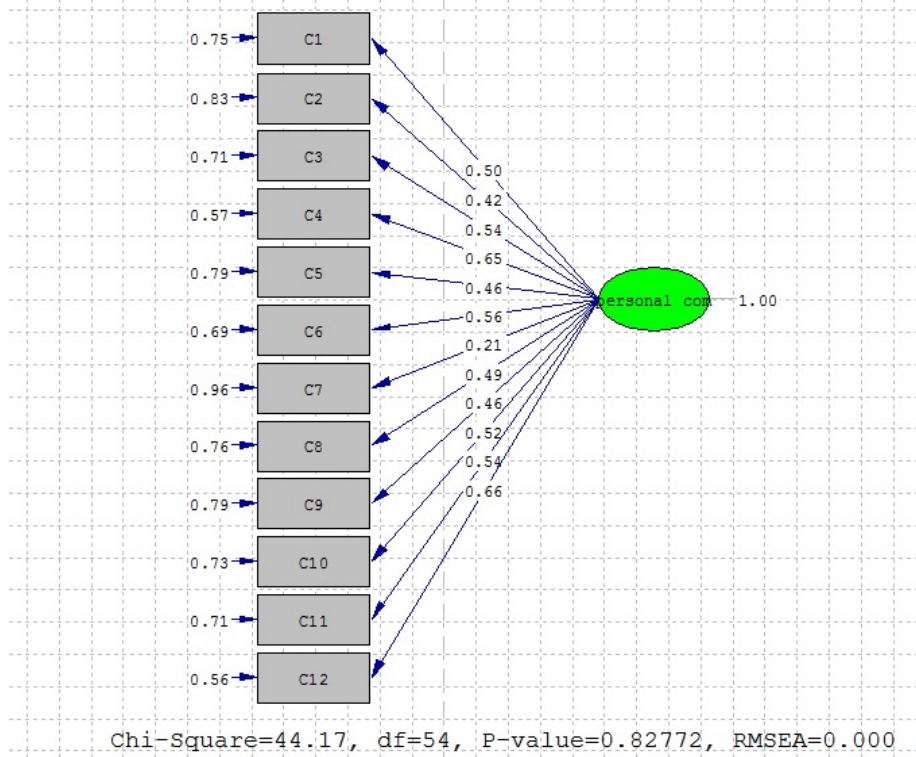 0.75 C1
0.83 C2
0.71 C3
0.50
0.42
0.57 C4
0.54
0.65
0.79 C5
0.46
personal com 1.00
0.69 C6
0.56
0.21
0.96 C7
0.49
0.46
0.76 C8
0.52
0.54
0.79 C9
0.66
0.73 C10
0.71 C11
0.56 C12
Chi-Square=44.17, df=54, P-value=0.82772, RMSEA=0.000